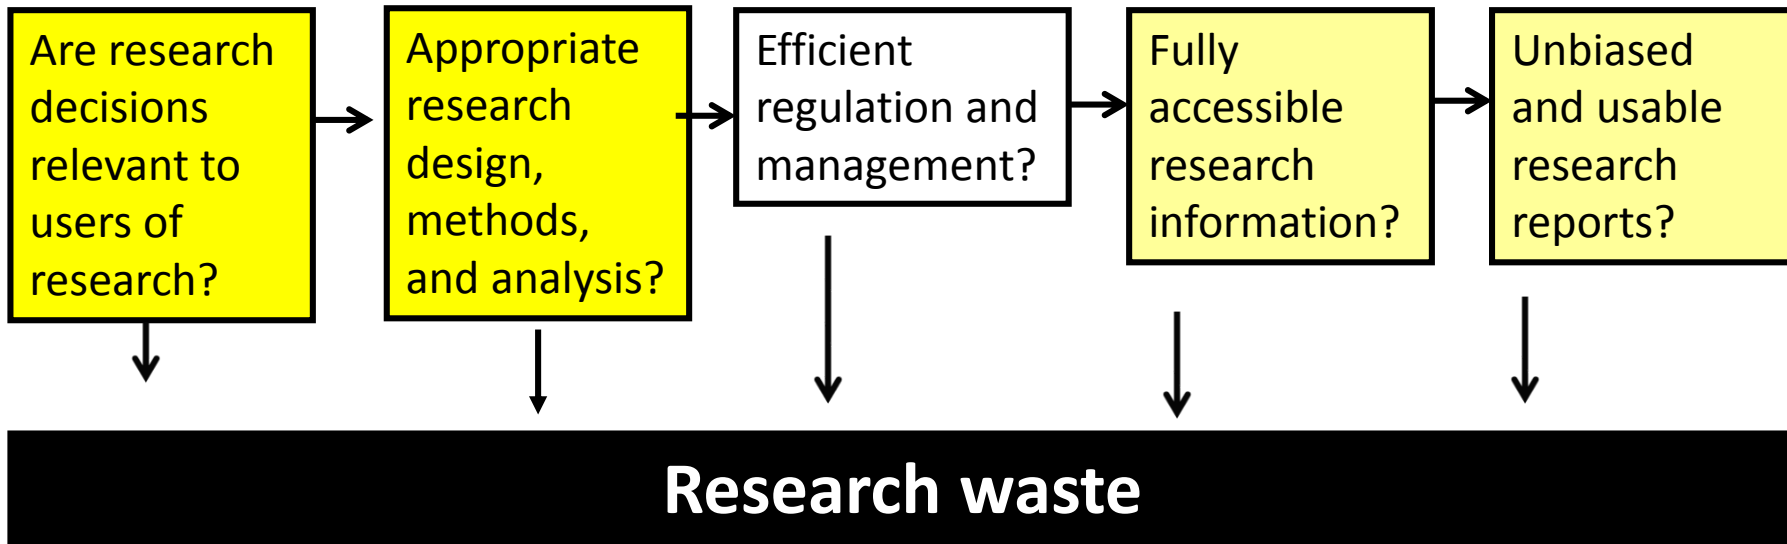 Are research
decisions
relevant to
users of
research?
Appropriate
research
design,
methods,
and analysis?
Efficient
regulation and
management?
Fully
accessible
research
information?
Unbiased
and usable
research
reports?
Research waste